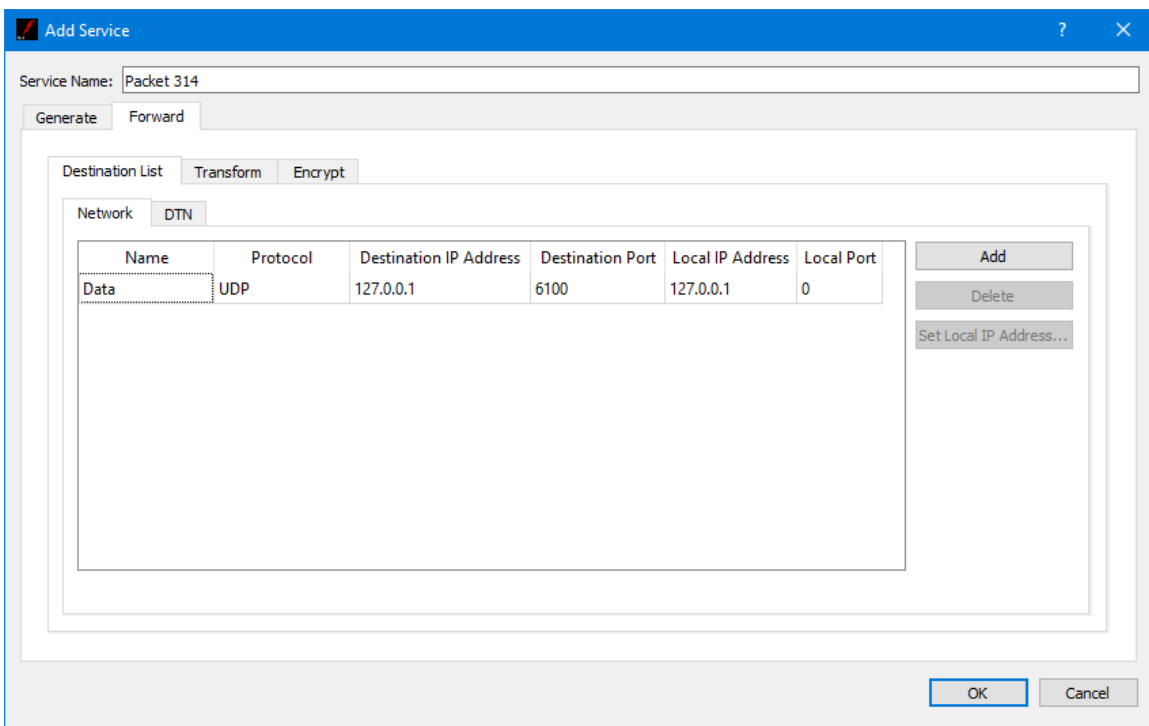 Add Service
?
Service Name: Packet 314
Generate Forward
Destination List Transform Encrypt
Network DTN
Name Protocol Destination IP Address Destination Port Local IP Address Local Port
Data UDP 127.0.0.1 6100 127.0.0.1 0
Add
Delete
Set Local IP Address...
OK Cancel